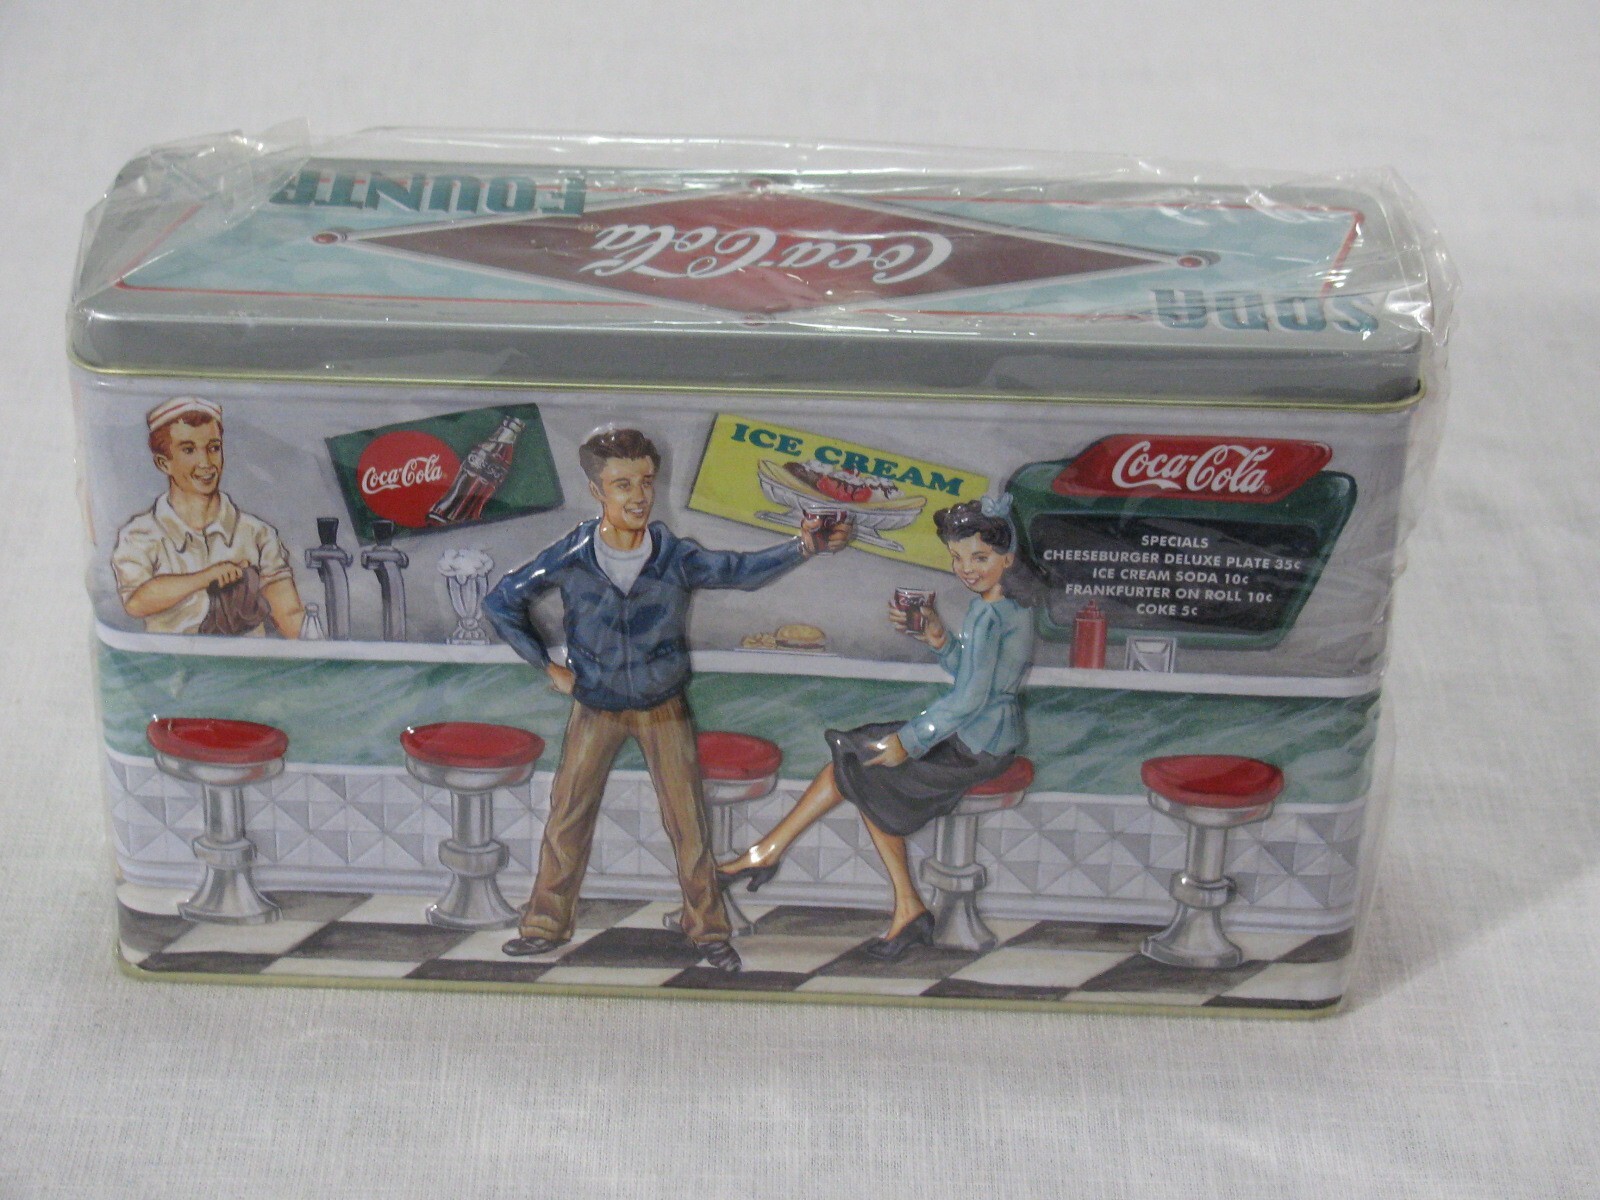 SODA
FOUNTA
Coca-Cola
Coca-Cola
ICE CREAM
Coca-Cola®
SPECIALS
CHEESEBURGER DELUXE PLATE 35¢
ICE CREAM SODA 10¢
FRANKFURTER ON ROLL 10¢
COKE 5¢